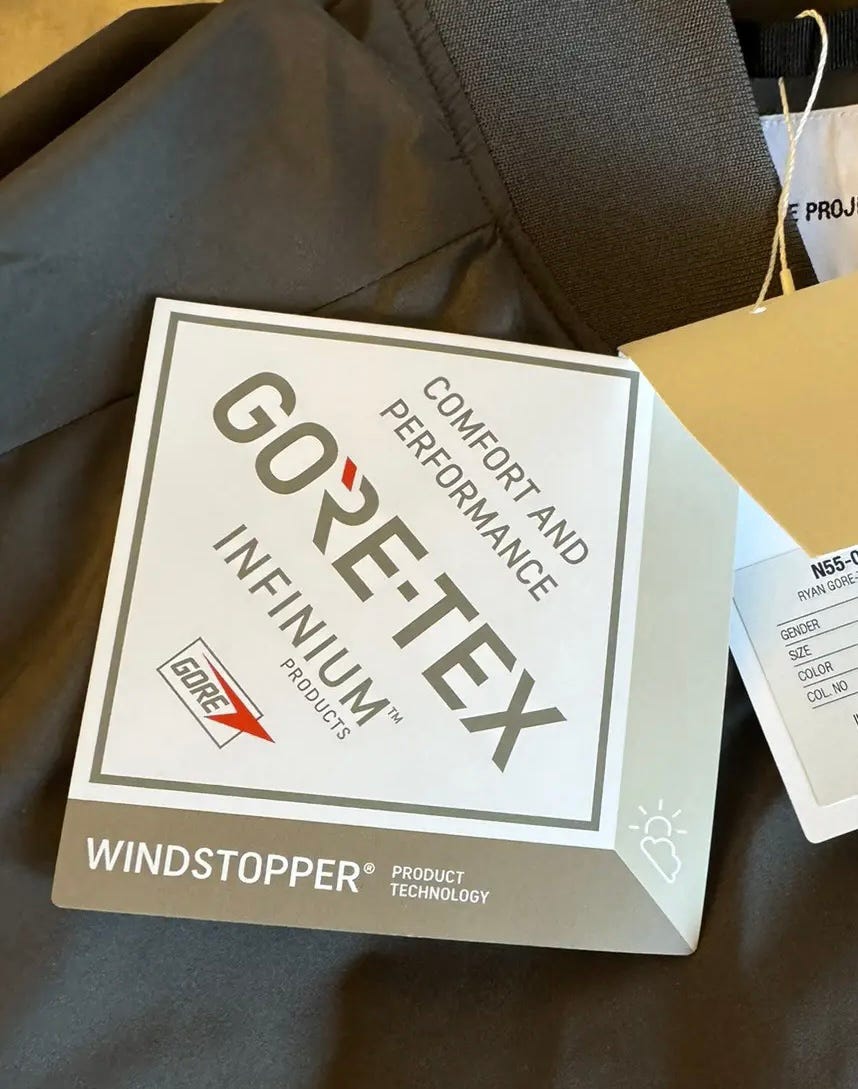 E PROJ
COMFORT AND
PERFORMANCE
GORE-TEX
INFINIUM™
PRODUCTS
GORE
WINDSTOPPER®
PRODUCT
TECHNOLOGY
N55-0
RYAN GORE-
GENDER
SIZE
COLOR
COL. NO